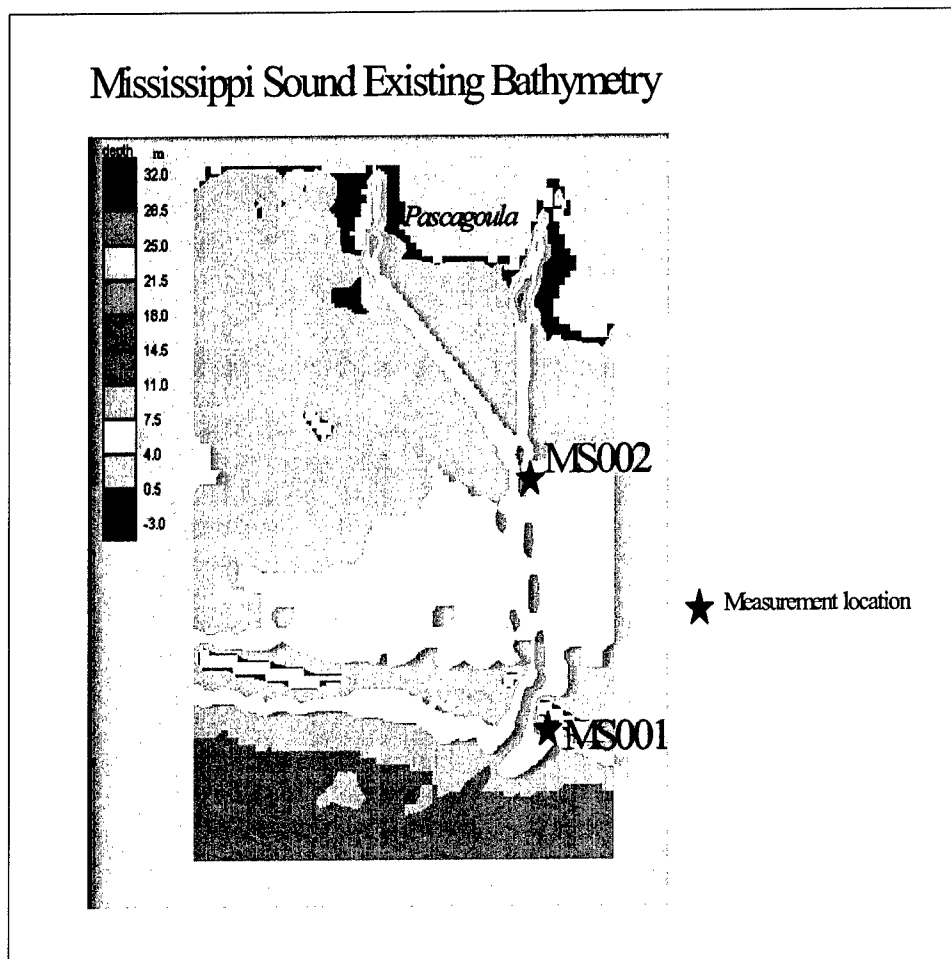 Mississippi Sound Existing Bathymetry
depth m
32.0
28.5
25.0
21.5
18.0
14.5
11.0
7.5
4.0
0.5
-3.0
Pascagoula
MS002
Measurement location
MS001